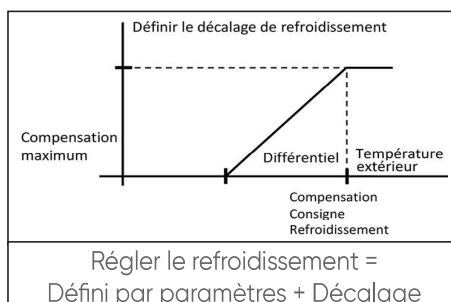 Définir le décalage de refroidissement
Compensation
maximum
Différentiel
Température
extérieur
Compensation
Consigne
Refroidissement
Régler le refroidissement =
Défini par paramètres + Décalage